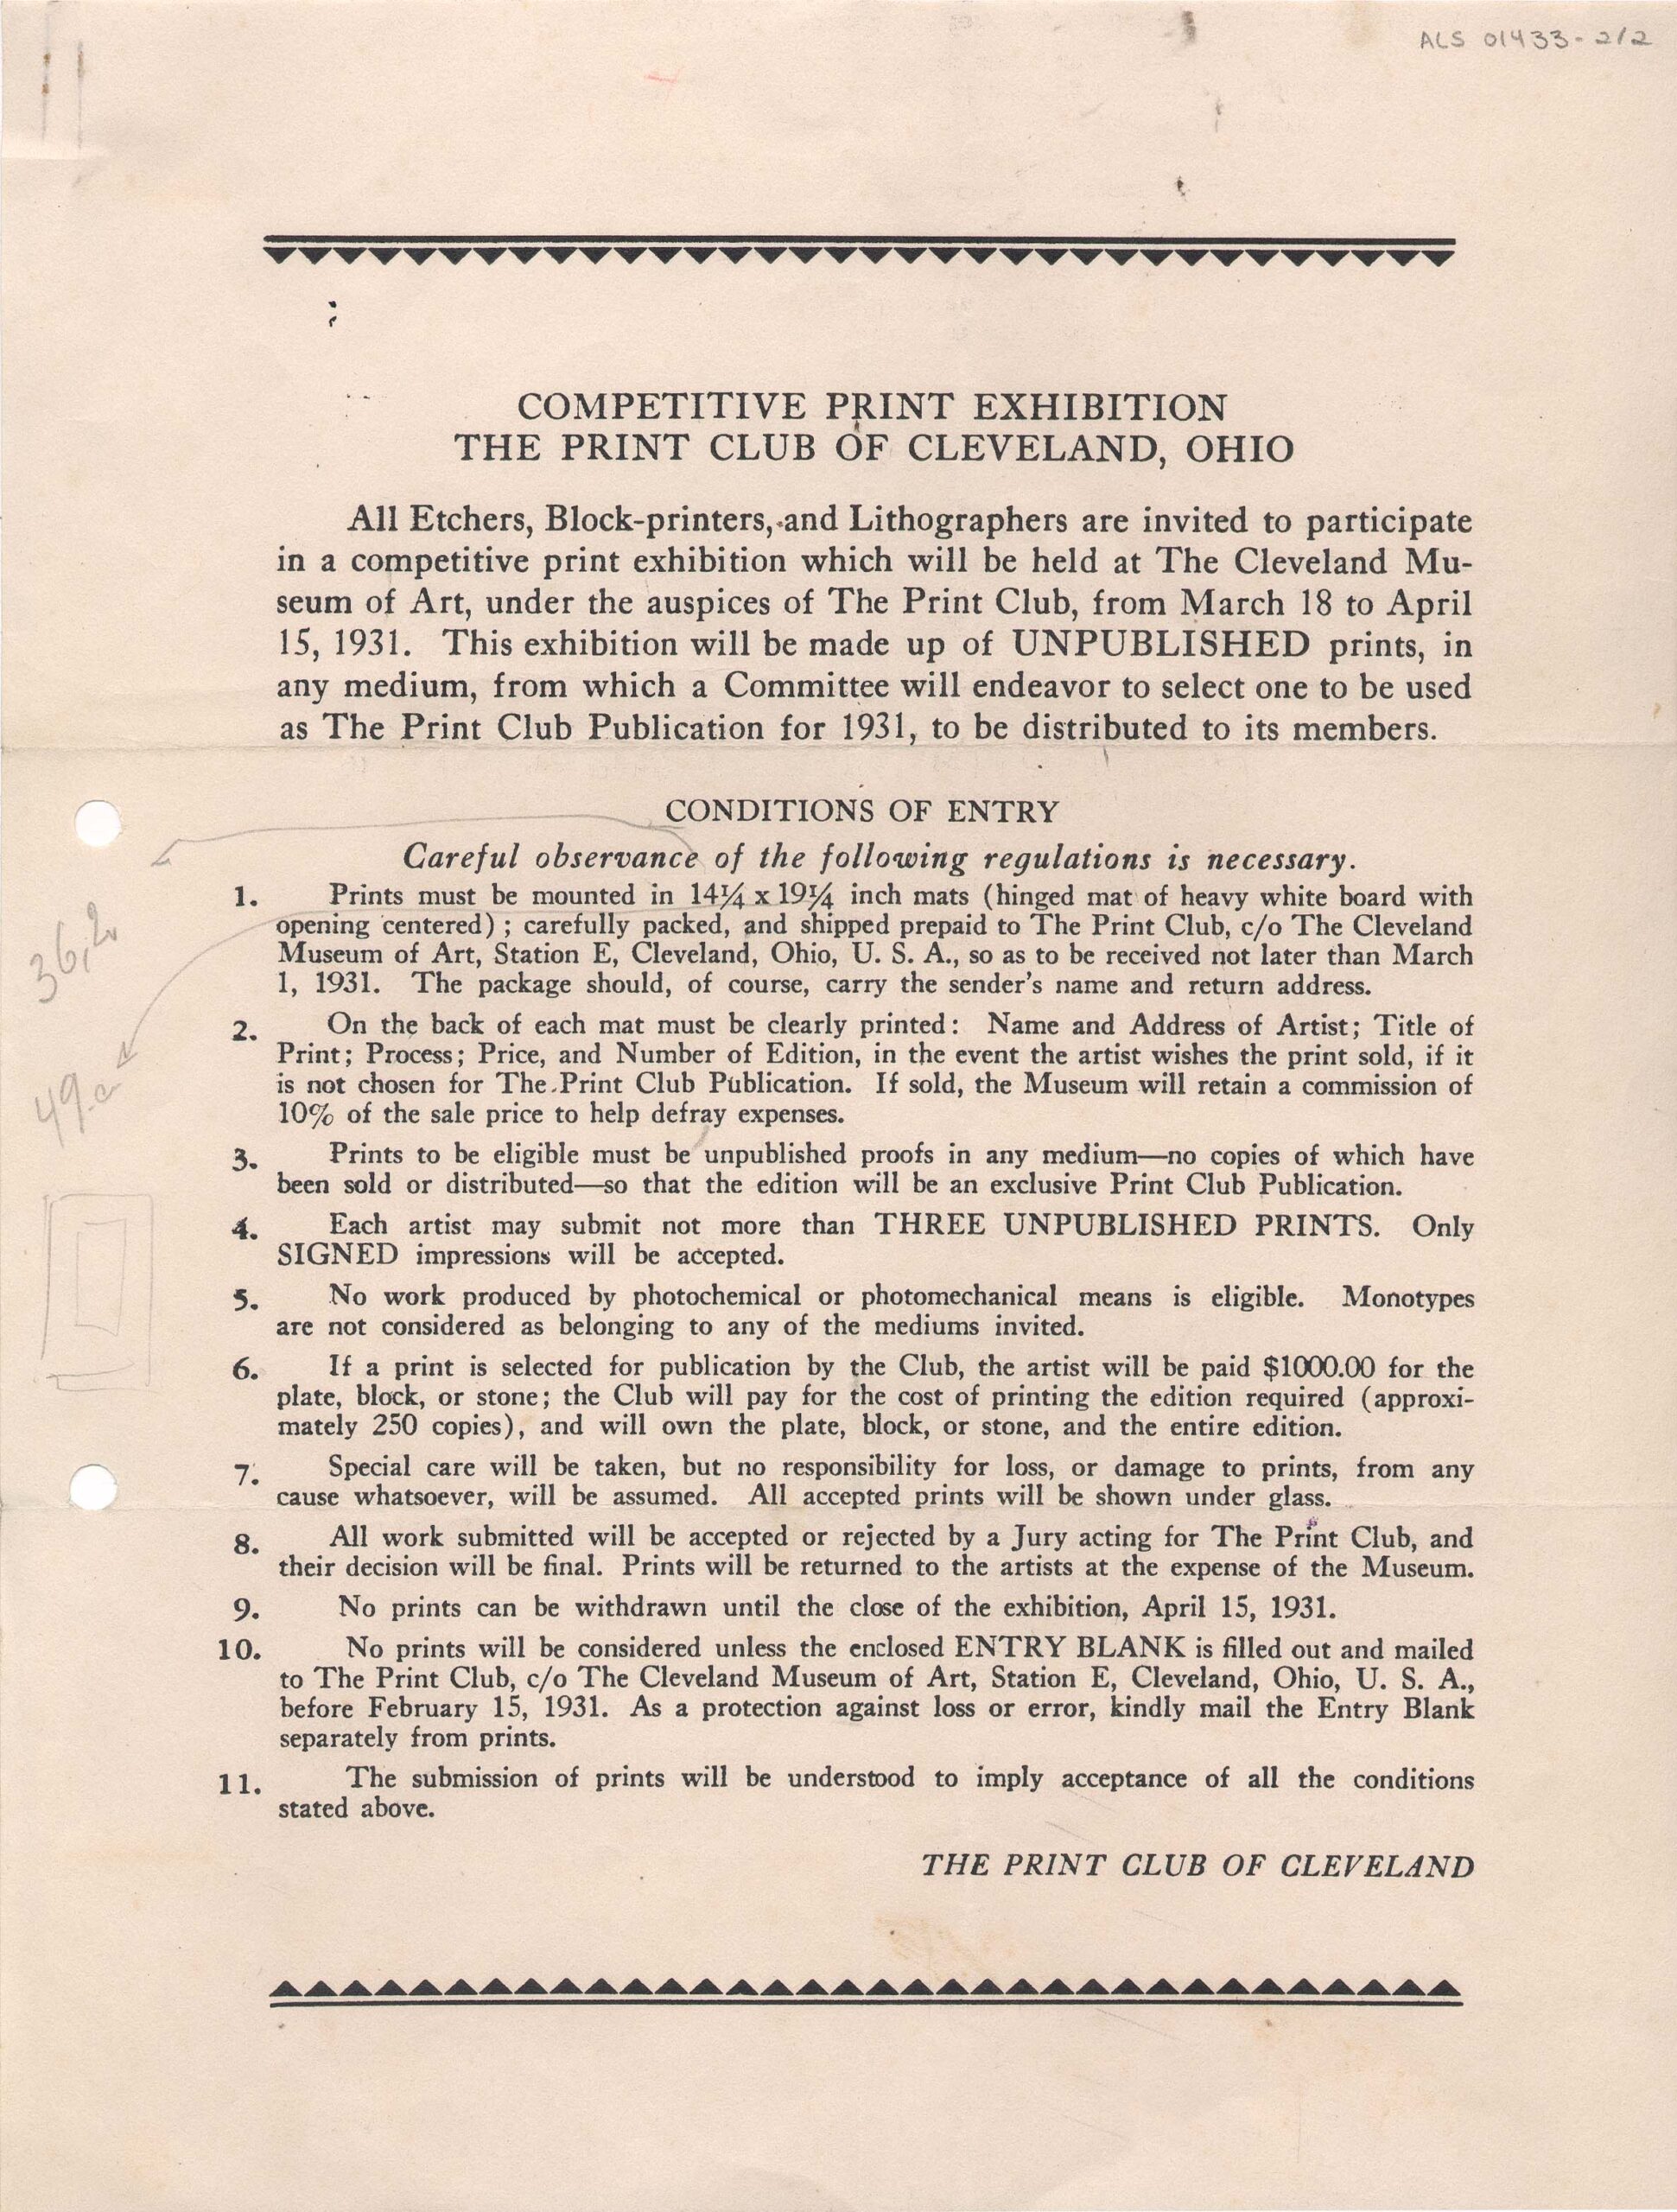 ALS 01433-2/2
COMPETITIVE PRINT EXHIBITION
THE PRINT CLUB OF CLEVELAND, OHIO
All Etchers, Block-printers, and Lithographers are invited to participate
in a competitive print exhibition which will be held at The Cleveland Mu-
seum of Art, under the auspices of The Print Club, from March 18 to April
15, 1931. This exhibition will be made up of UNPUBLISHED prints, in
any medium, from which a Committee will endeavor to select one to be used
as The Print Club Publication for 1931, to be distributed to its members.
CONDITIONS OF ENTRY
Careful observance of the following regulations is necessary.
1. Prints must be mounted in 14¼ x 19¼ inch mats (hinged mat of heavy white board with
opening centered) ; carefully packed, and shipped prepaid to The Print Club, c/o The Cleveland
Museum of Art, Station E, Cleveland, Ohio, U. S. A., so as to be received not later than March
1, 1931. The package should, of course, carry the sender's name and return address.
36,2
2. On the back of each mat must be clearly printed: Name and Address of Artist; Title of
Print; Process; Price, and Number of Edition, in the event the artist wishes the print sold, if it
is not chosen for The Print Club Publication. If sold, the Museum will retain a commission of
10% of the sale price to help defray expenses.
3. Prints to be eligible must be unpublished proofs in any medium—no copies of which have
been sold or distributed—so that the edition will be an exclusive Print Club Publication.
4. Each artist may submit not more than THREE UNPUBLISHED PRINTS. Only
SIGNED impressions will be accepted.
5. No work produced by photochemical or photomechanical means is eligible. Monotypes
are not considered as belonging to any of the mediums invited.
6. If a print is selected for publication by the Club, the artist will be paid $1000.00 for the
plate, block, or stone; the Club will pay for the cost of printing the edition required (approxi-
mately 250 copies), and will own the plate, block, or stone, and the entire edition.
7. Special care will be taken, but no responsibility for loss, or damage to prints, from any
cause whatsoever, will be assumed. All accepted prints will be shown under glass.
8. All work submitted will be accepted or rejected by a Jury acting for The Print Club, and
their decision will be final. Prints will be returned to the artists at the expense of the Museum.
9. No prints can be withdrawn until the close of the exhibition, April 15, 1931.
10. No prints will be considered unless the enclosed ENTRY BLANK is filled out and mailed
to The Print Club, c/o The Cleveland Museum of Art, Station E, Cleveland, Ohio, U. S. A.,
before February 15, 1931. As a protection against loss or error, kindly mail the Entry Blank
separately from prints.
11. The submission of prints will be understood to imply acceptance of all the conditions
stated above.
THE PRINT CLUB OF CLEVELAND